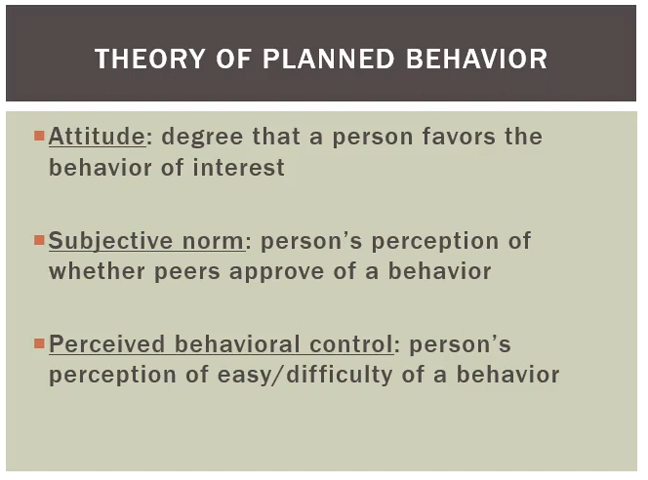 THEORY OF PLANNED BEHAVIOR
Attitude: degree that a person favors the
behavior of interest
Subjective norm: person’s perception of
whether peers approve of a behavior
Perceived behavioral control: person’s
perception of easy/difficulty of a behavior